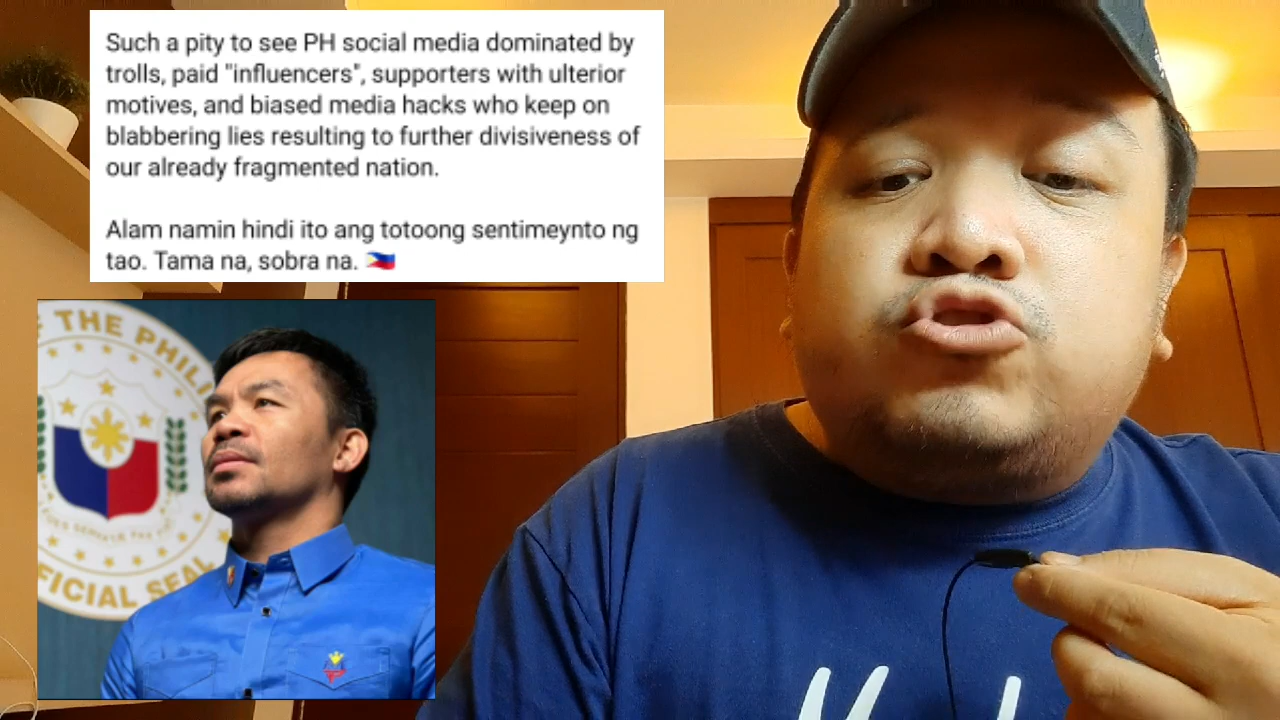 Such a pity to see PH social media dominated by
trolls, paid "influencers", supporters with ulterior
motives, and biased media hacks who keep on
blabbering lies resulting to further divisiveness of
our already fragmented nation.
Alam namin hindi ito ang totoong sentimeynto ng
tao. Tama na, sobra na. 🇵🇭
THE PHILI
FICIAL SEAL